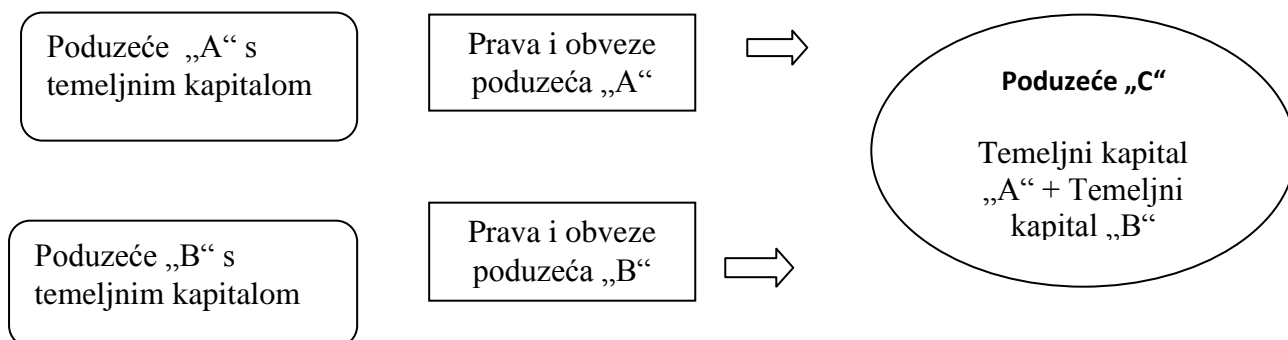 Poduzeće „A“ s
temeljnim kapitalom
Prava i obveze
poduzeća „A“
Poduzeće „C“
Temeljni kapital
„A“ + Temeljni
kapital „B“
Poduzeće „B“ s
temeljnim kapitalom
Prava i obveze
poduzeća „B“